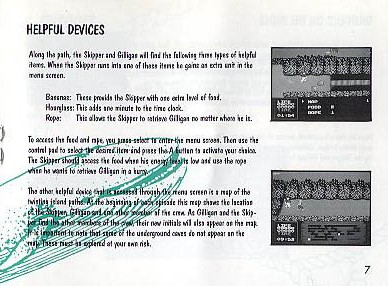 HELPFUL DEVICES
Along the path, the Skipper and Gilligan will find the following three types of helpful
items. When the Skipper runs into one of these items he gains an extra unit in the
menu screen.
Bananas: These provide the Skipper with one extra level of food.
Hourglass: This adds one minute to the time clock.
Rope: This allows the Skipper to retrieve Gilligan no matter where he is.
To access the food and rope, you press select to enter the menu screen. Then use the
control pad to select the desired item and press the A button to activate your choice.
The Skipper should access the food when his energy level is low and use the rope
when he wants to retrieve Gilligan in a hurry.
The other helpful device that is accessed through the menu screen is a map of the
twisting island paths. At the beginning of each episode this map shows the location
of the Skipper, Gilligan and one other member of the crew. As Gilligan and the Skip-
per find the other members of the crew, their new initials will also appear on the map.
It is important to note that some of the underground caves do not appear on the
map. These must be explored at your own risk.
LIFE
MAP
FOOD
ROPE
01:54
LIFE
7